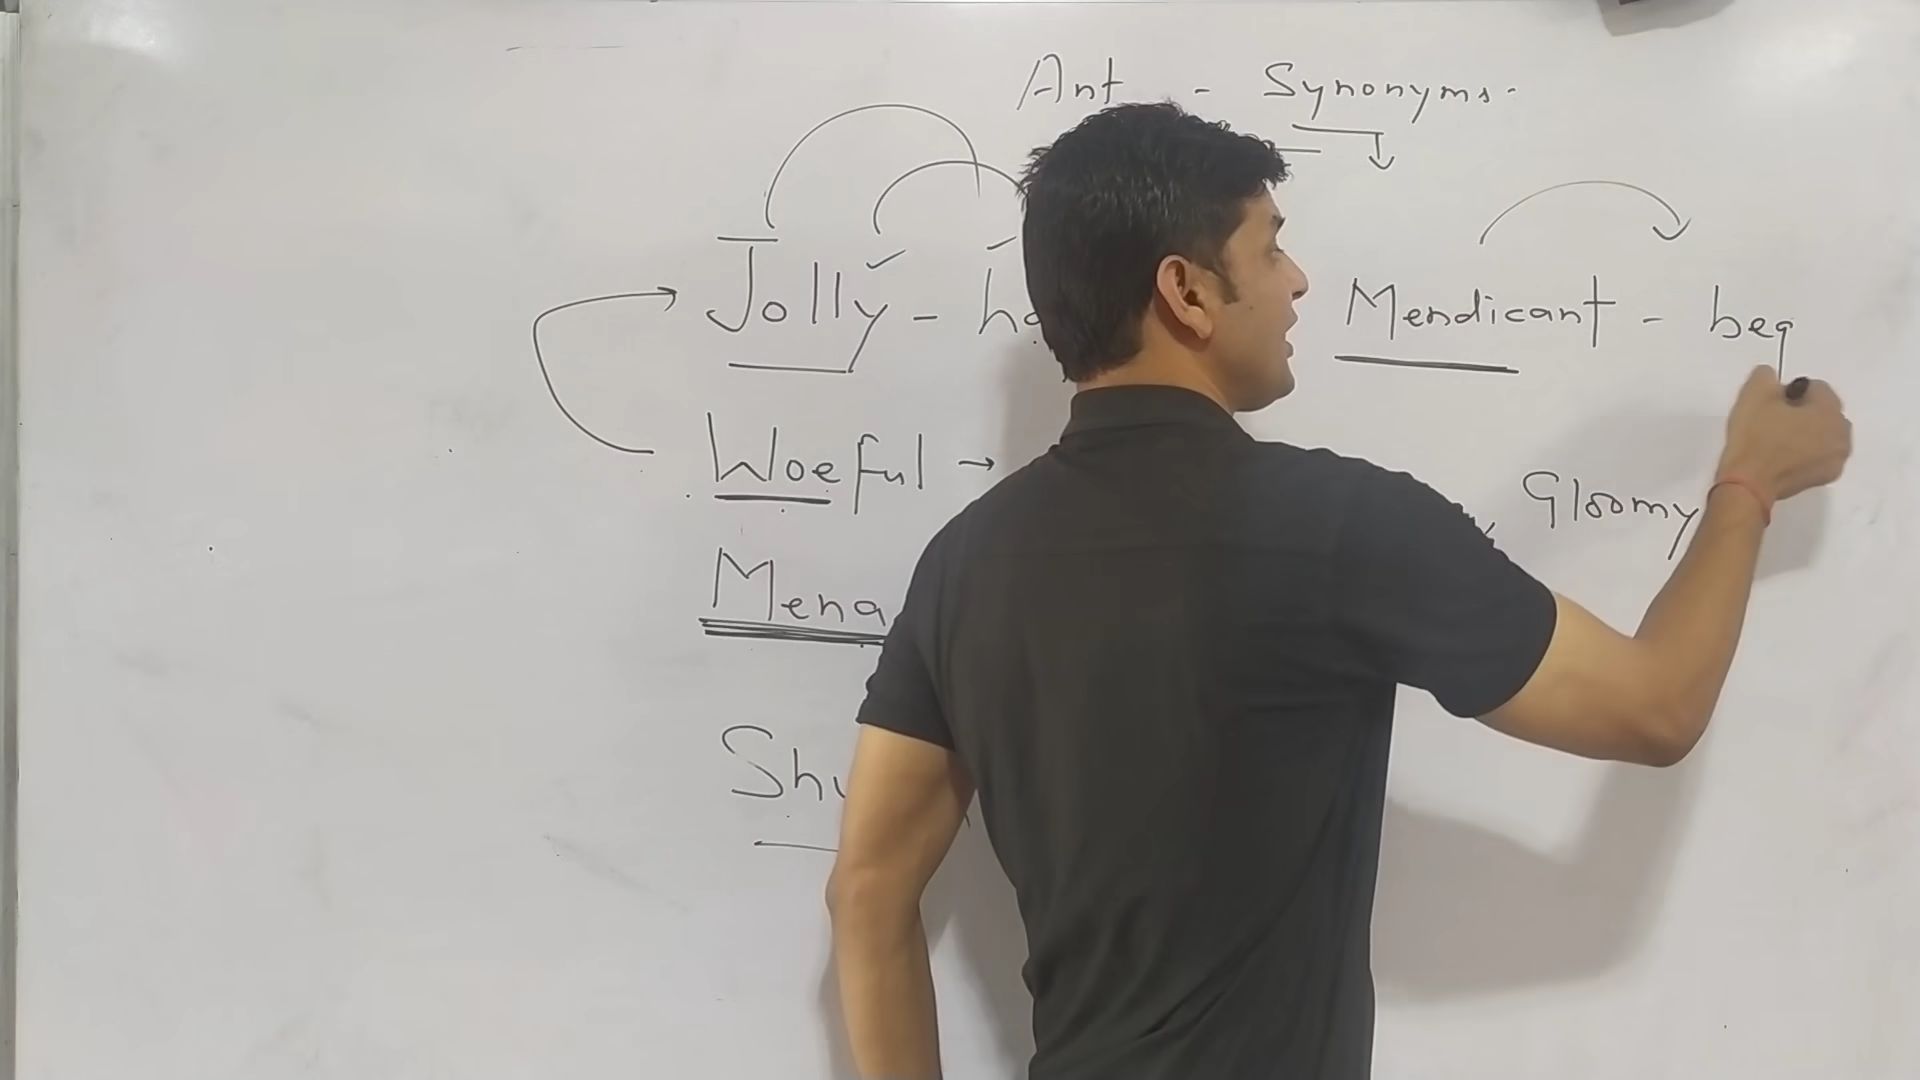 Ant - Synonyms.
Jolly - ha
Mendicant - beg
Woeful →
Gloomy
Mena
Shu